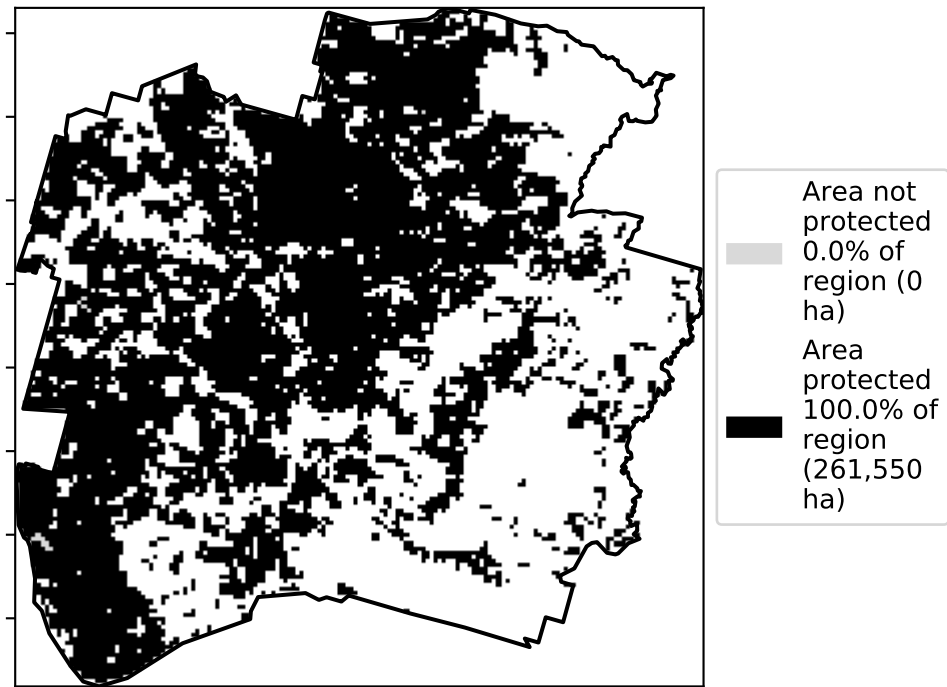 Area not
protected
0.0% of
region (0
ha)
Area
protected
100.0% of
region
(261,550
ha)